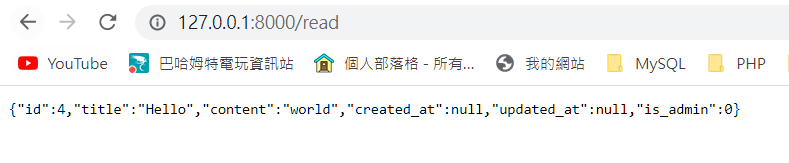 127.0.0.1:8000/read
YouTube 巴哈姆特電玩資訊站 個人部落格 - 所有... 我的網站 MySQL PHP
{"id":4,"title":"Hello","content":"world","created_at":null,"updated_at":null,"is_admin":0}